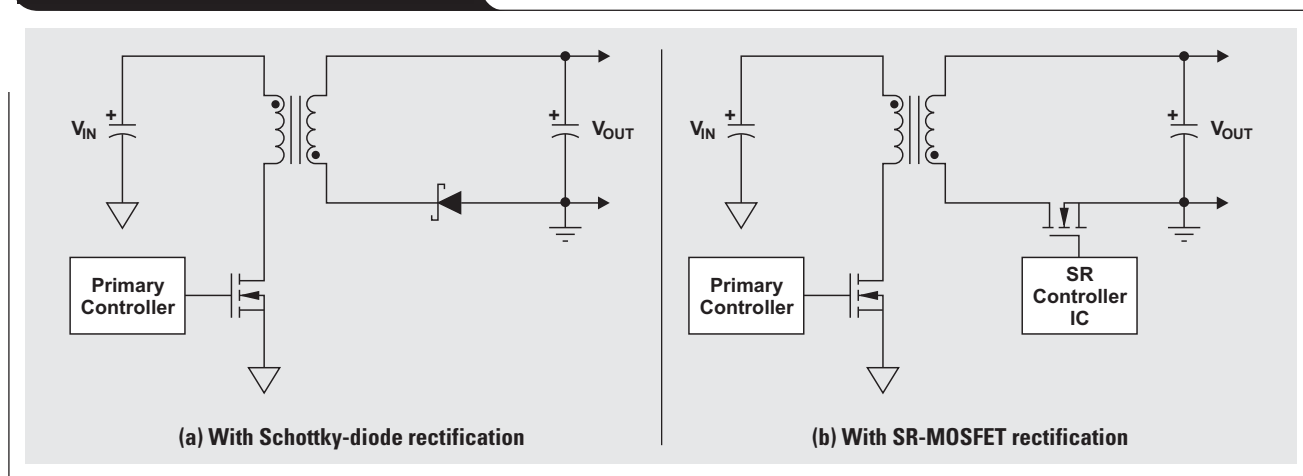 +
V_IN
+
V_OUT
Primary
Controller
(a) With Schottky-diode rectification
+
V_IN
+
V_OUT
Primary
Controller
SR
Controller
IC
(b) With SR-MOSFET rectification